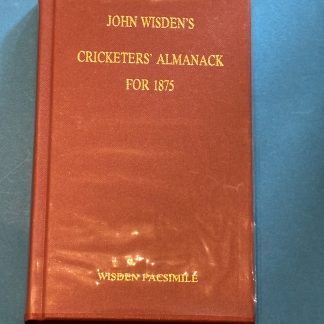 JOHN WISDEN'S
CRICKETERS' ALMANACK
FOR 1875
WISDEN FACSIMILE